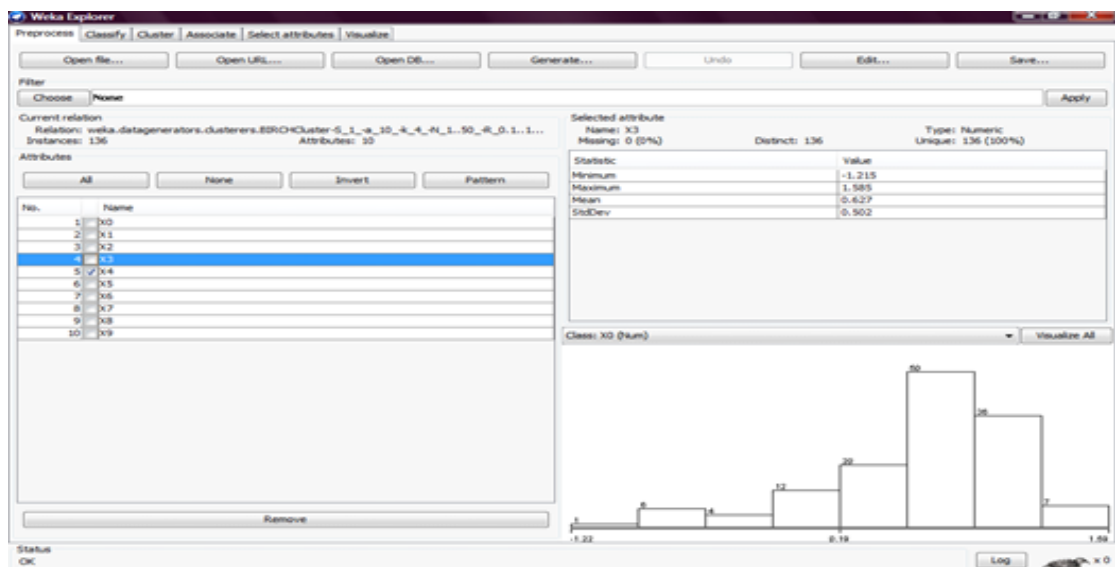 Weka Explorer
Preprocess Classify Cluster Associate Select attributes Visualize
Open file... Open URL... Open DB... Generate... Undo Edit... Save...
Filter
Choose None Apply
Current relation
Relation: weka.datagenerators.clusterers.BIRCHCluster-S_1_-a_10_-k_4_-N_1..50_-R_0.1..1...
Instances: 136 Attributes: 10
Selected attribute
Name: X3 Type: Numeric
Missing: 0 (0%) Distinct: 136 Unique: 136 (100%)
Attributes
All None Invert Pattern
No. Name
1 X0
2 X1
3 X2
4 X3
5 X4
6 X5
7 X6
8 X7
9 X8
10 X9
Remove
Statistic Value
Minimum -1.215
Maximum 1.585
Mean 0.627
StdDev 0.502
Class: X0 (Num) Visualize All
1 6 4 12 20 50 36 7
-1.22 0.19 1.59
Status
OK
Log x 0